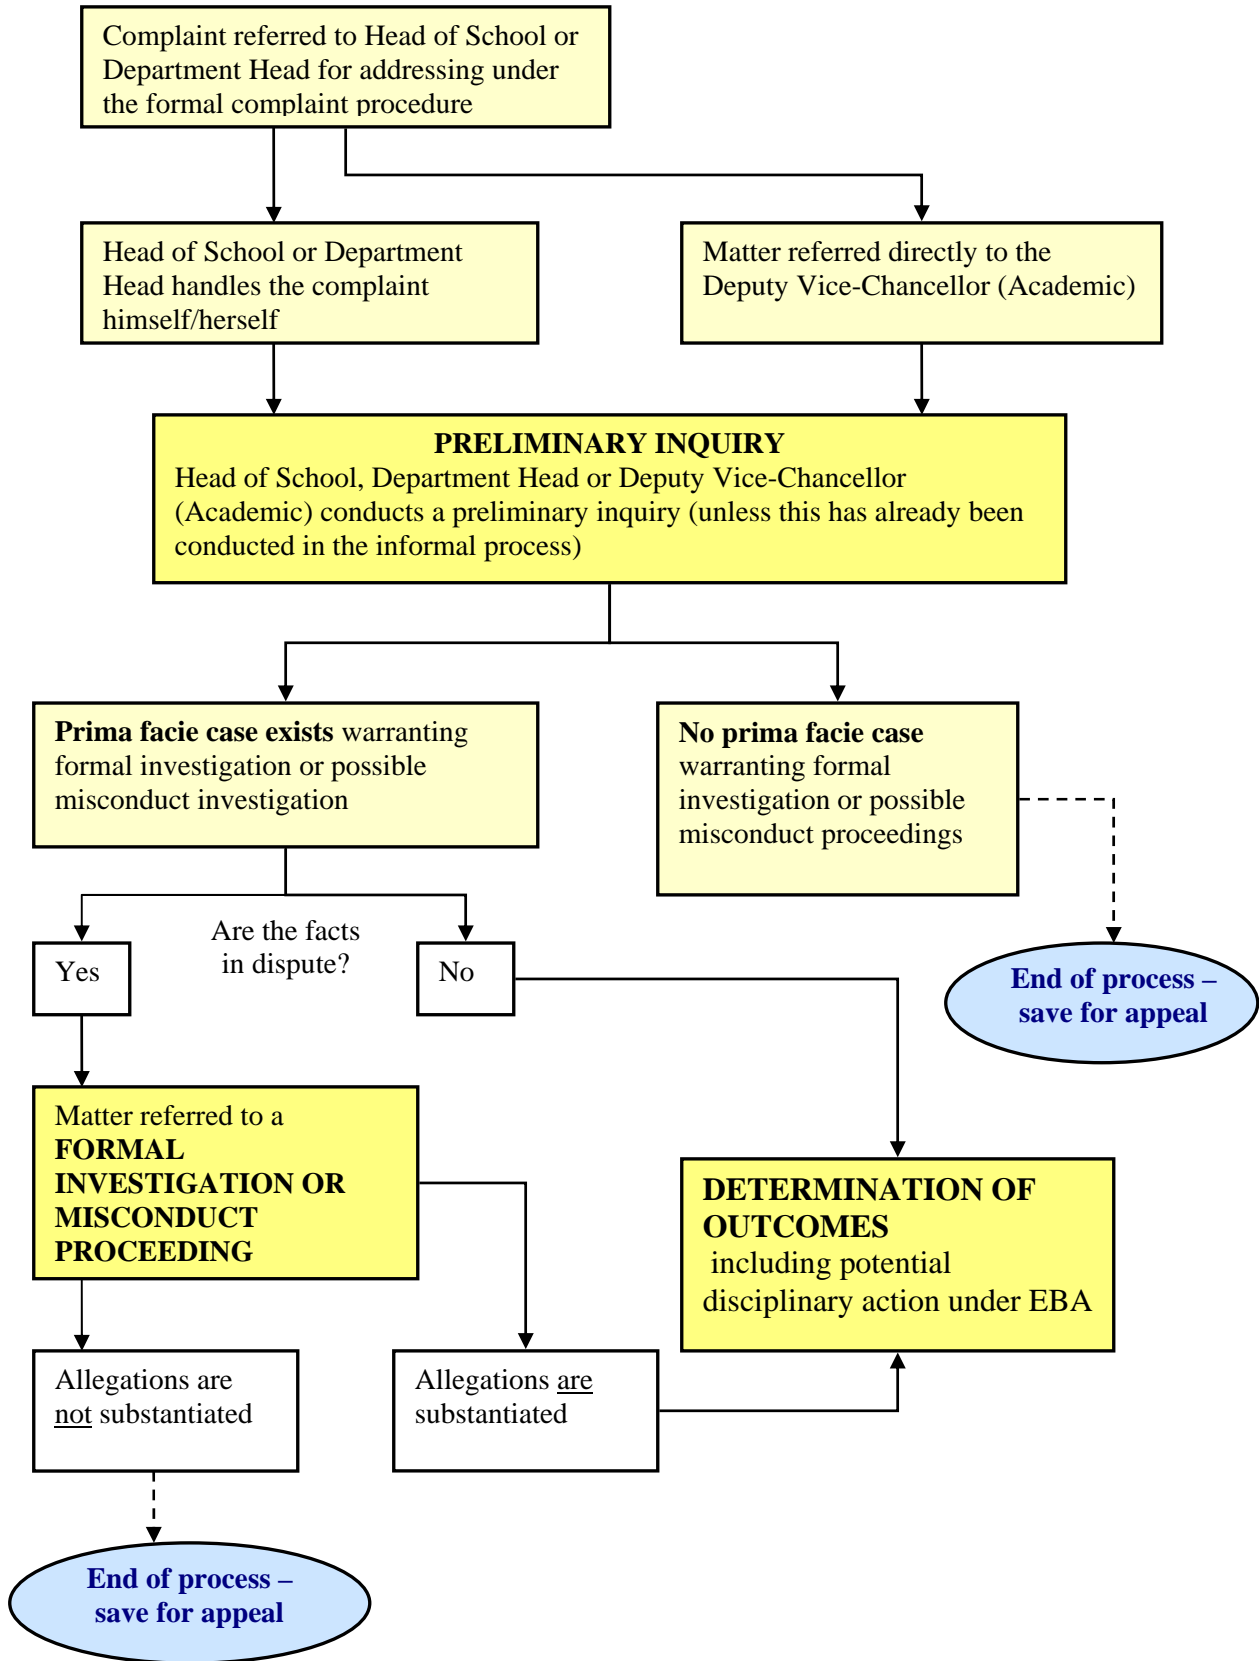 Complaint referred to Head of School or
Department Head for addressing under
the formal complaint procedure
Head of School or Department
Head handles the complaint
himself/herself
Matter referred directly to the
Deputy Vice-Chancellor (Academic)
PRELIMINARY INQUIRY
Head of School, Department Head or Deputy Vice-Chancellor
(Academic) conducts a preliminary inquiry (unless this has already been
conducted in the informal process)
Prima facie case exists warranting
formal investigation or possible
misconduct investigation
No prima facie case
warranting formal
investigation or possible
misconduct proceedings
Are the facts
in dispute?
Yes
No
End of process –
save for appeal
Matter referred to a
FORMAL
INVESTIGATION OR
MISCONDUCT
PROCEEDING
DETERMINATION OF
OUTCOMES
including potential
disciplinary action under EBA
Allegations are
not substantiated
Allegations are
substantiated
End of process –
save for appeal